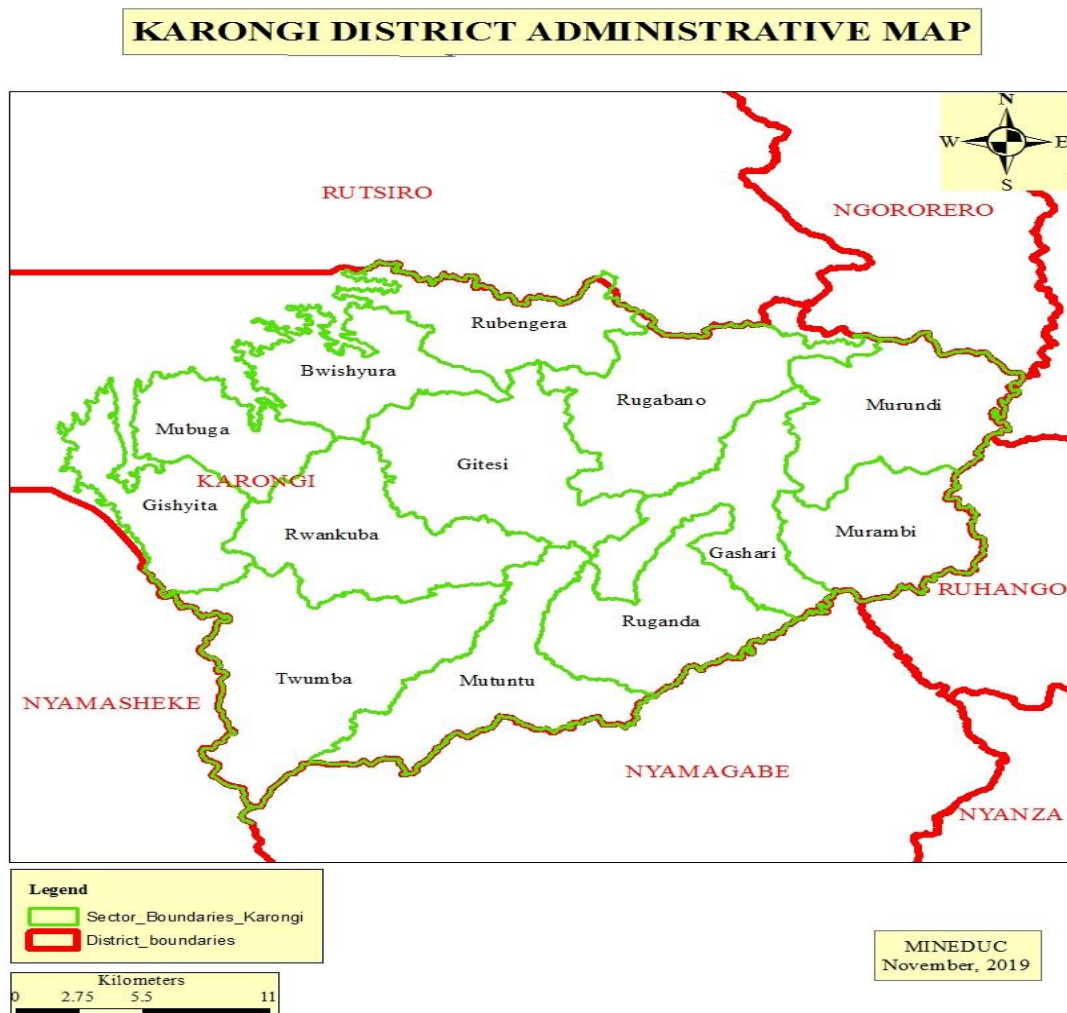 KARONGI DISTRICT ADMINISTRATIVE MAP
N
W E
S
RUTSIRO
NGORORERO
Rubengera
Bwishyura
Rugabano
Murundi
Mubuga
Gitesi
KARONGI
Gishyita
Rwankuba
Murambi
Gashari
RUHANGO
Ruganda
Twumba
Mutuntu
NYAMASHEKE
NYAMAGABE
NYANZA
Legend
Sector_Boundaries_Karongi
District_boundaries
MINEDUC
November, 2019
Kilometers
0 2.75 5.5 11